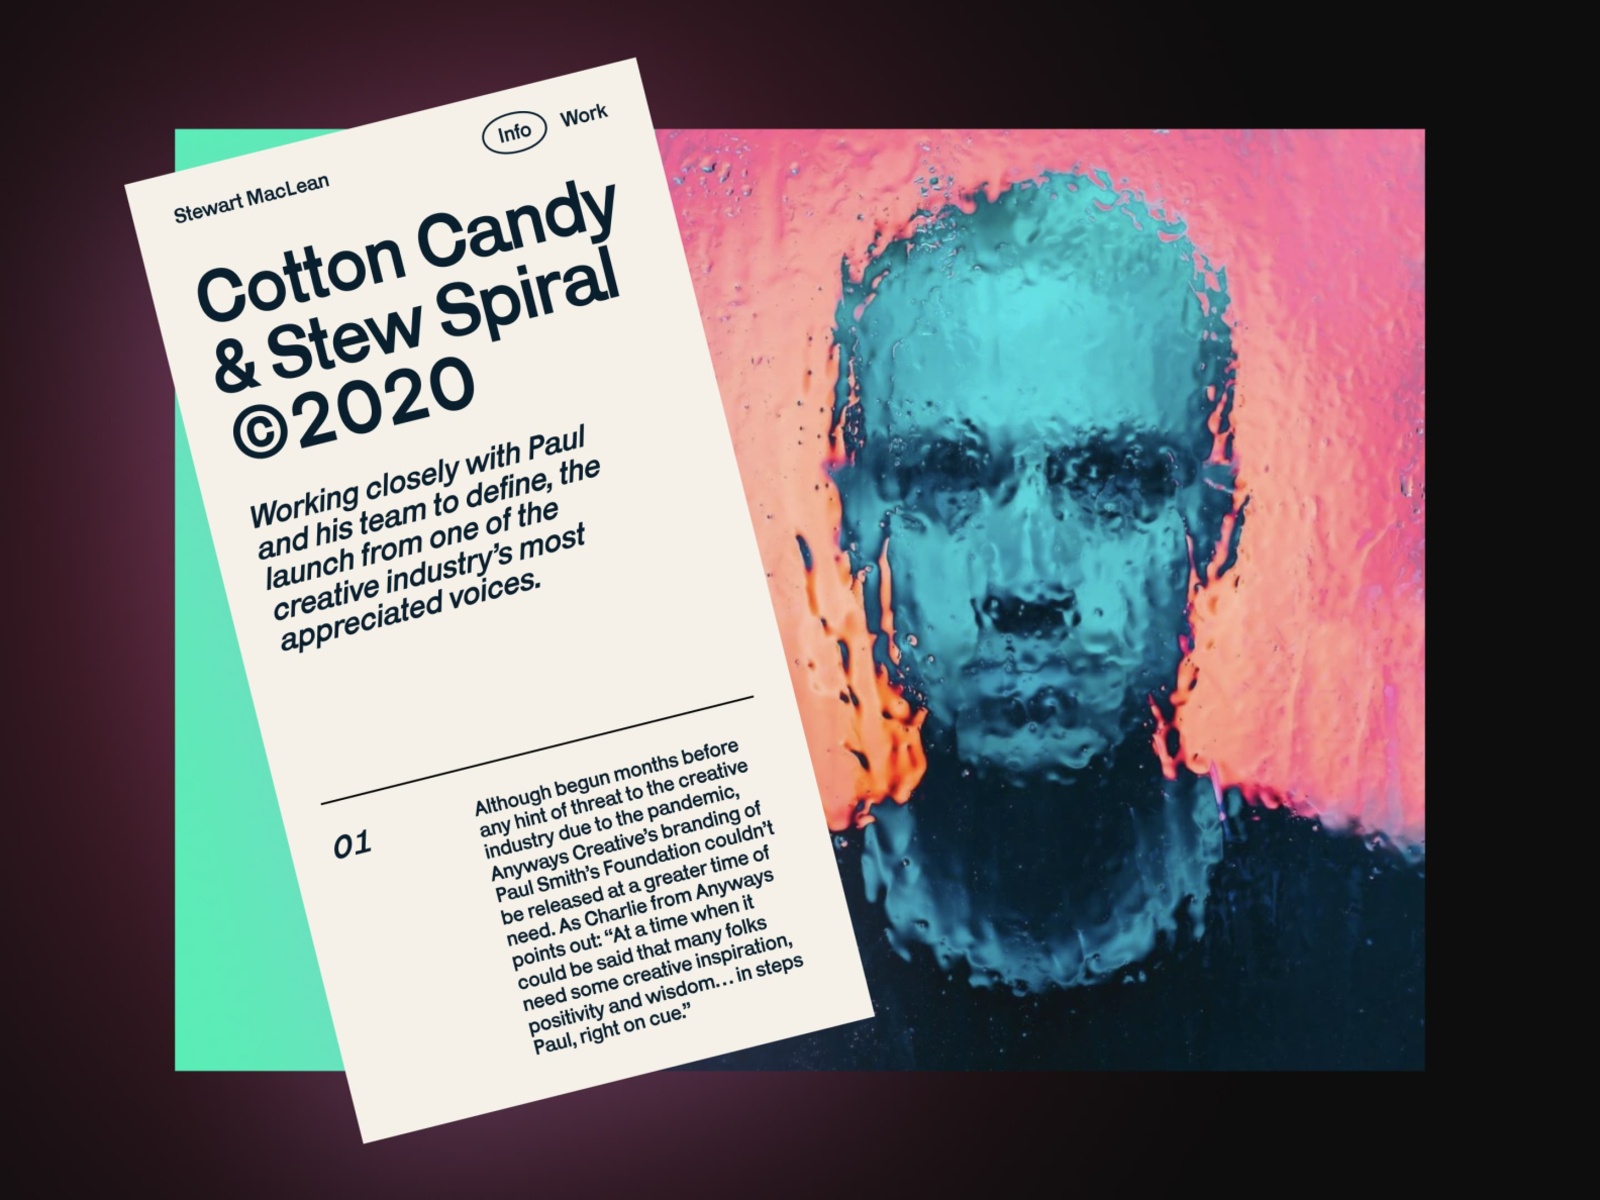 Stewart MacLean
Info
Work
Cotton Candy
& Stew Spiral
©2020
Working closely with Paul
and his team to define, the
launch from one of the
creative industry’s most
appreciated voices.
01
Although begun months before
any hint of threat to the creative
industry due to the pandemic,
Anyways Creative’s branding of
Paul Smith’s Foundation couldn’t
be released at a greater time of
need. As Charlie from Anyways
points out: “At a time when it
could be said that many folks
need some creative inspiration,
positivity and wisdom... in steps
Paul, right on cue.”